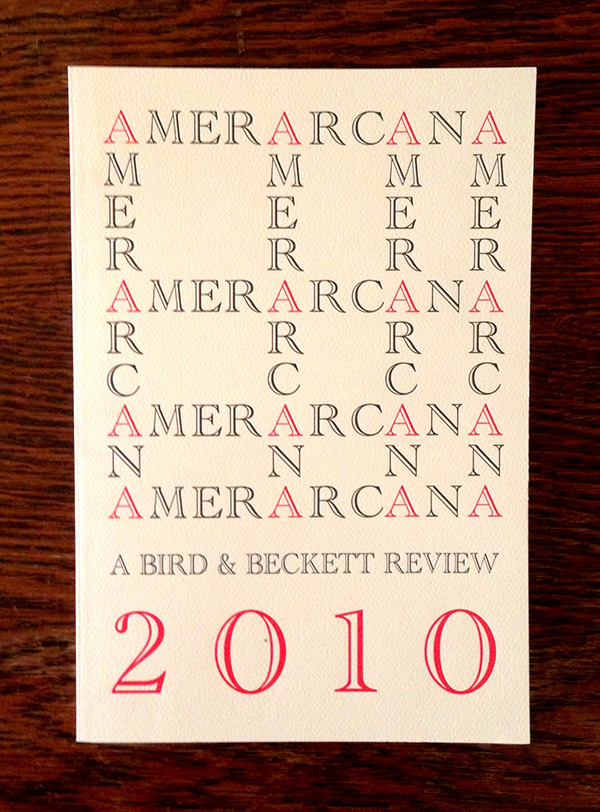 AMERARCANA
M M M M
E E E E
R R R R
AMERARCANA
R R R R
C C C C
AMERARCANA
N N N N
AMERARCANA
A BIRD & BECKETT REVIEW
2010